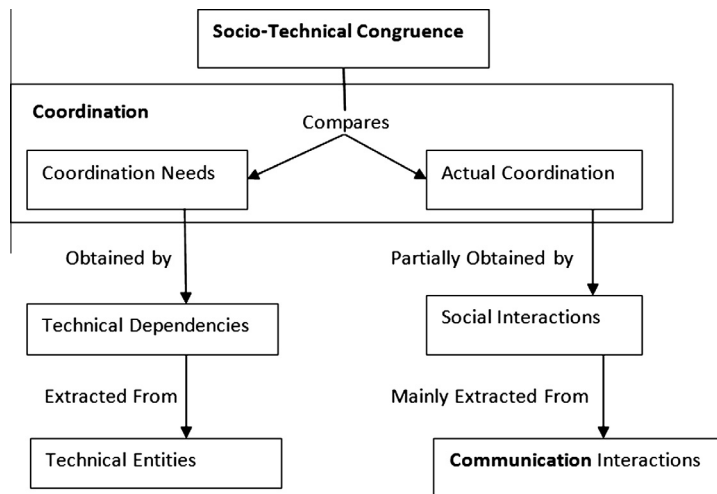 Socio-Technical Congruence
Coordination
Compares
Coordination Needs
Actual Coordination
Obtained by
Partially Obtained by
Technical Dependencies
Social Interactions
Extracted From
Mainly Extracted From
Technical Entities
Communication Interactions